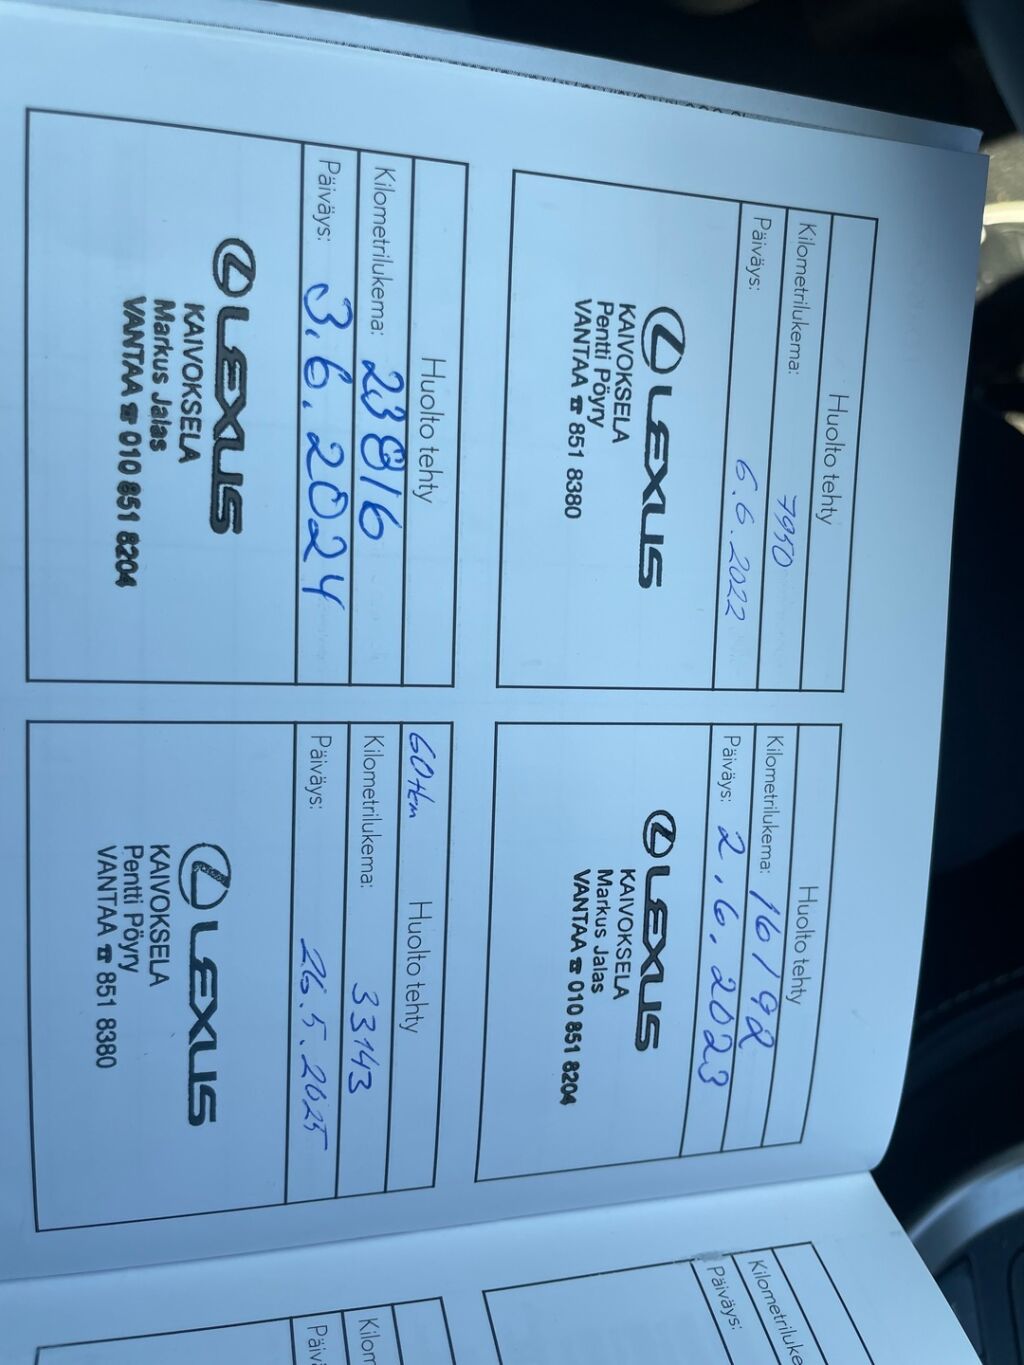 Huolto tehty
Kilometrilukema: 7950
Päiväys: 6.6.2022
LEXUS
KAIVOKSELA
Pentti Pöyry
VANTAA ☎ 851 8380
Huolto tehty
Kilometrilukema: 16192
Päiväys: 2.6.2023
LEXUS
KAIVOKSELA
Markus Jalas
VANTAA ☎ 010 851 8204
Huolto tehty
Kilometrilukema: 23816
Päiväys: 3.6.2024
LEXUS
KAIVOKSELA
Markus Jalas
VANTAA ☎ 010 851 8204
60tkm Huolto tehty
Kilometrilukema: 33143
Päiväys: 26.5.2025
LEXUS
KAIVOKSELA
Pentti Pöyry
VANTAA ☎ 851 8380
Kilometriluke
Päiväys:
Kilom
Päiv